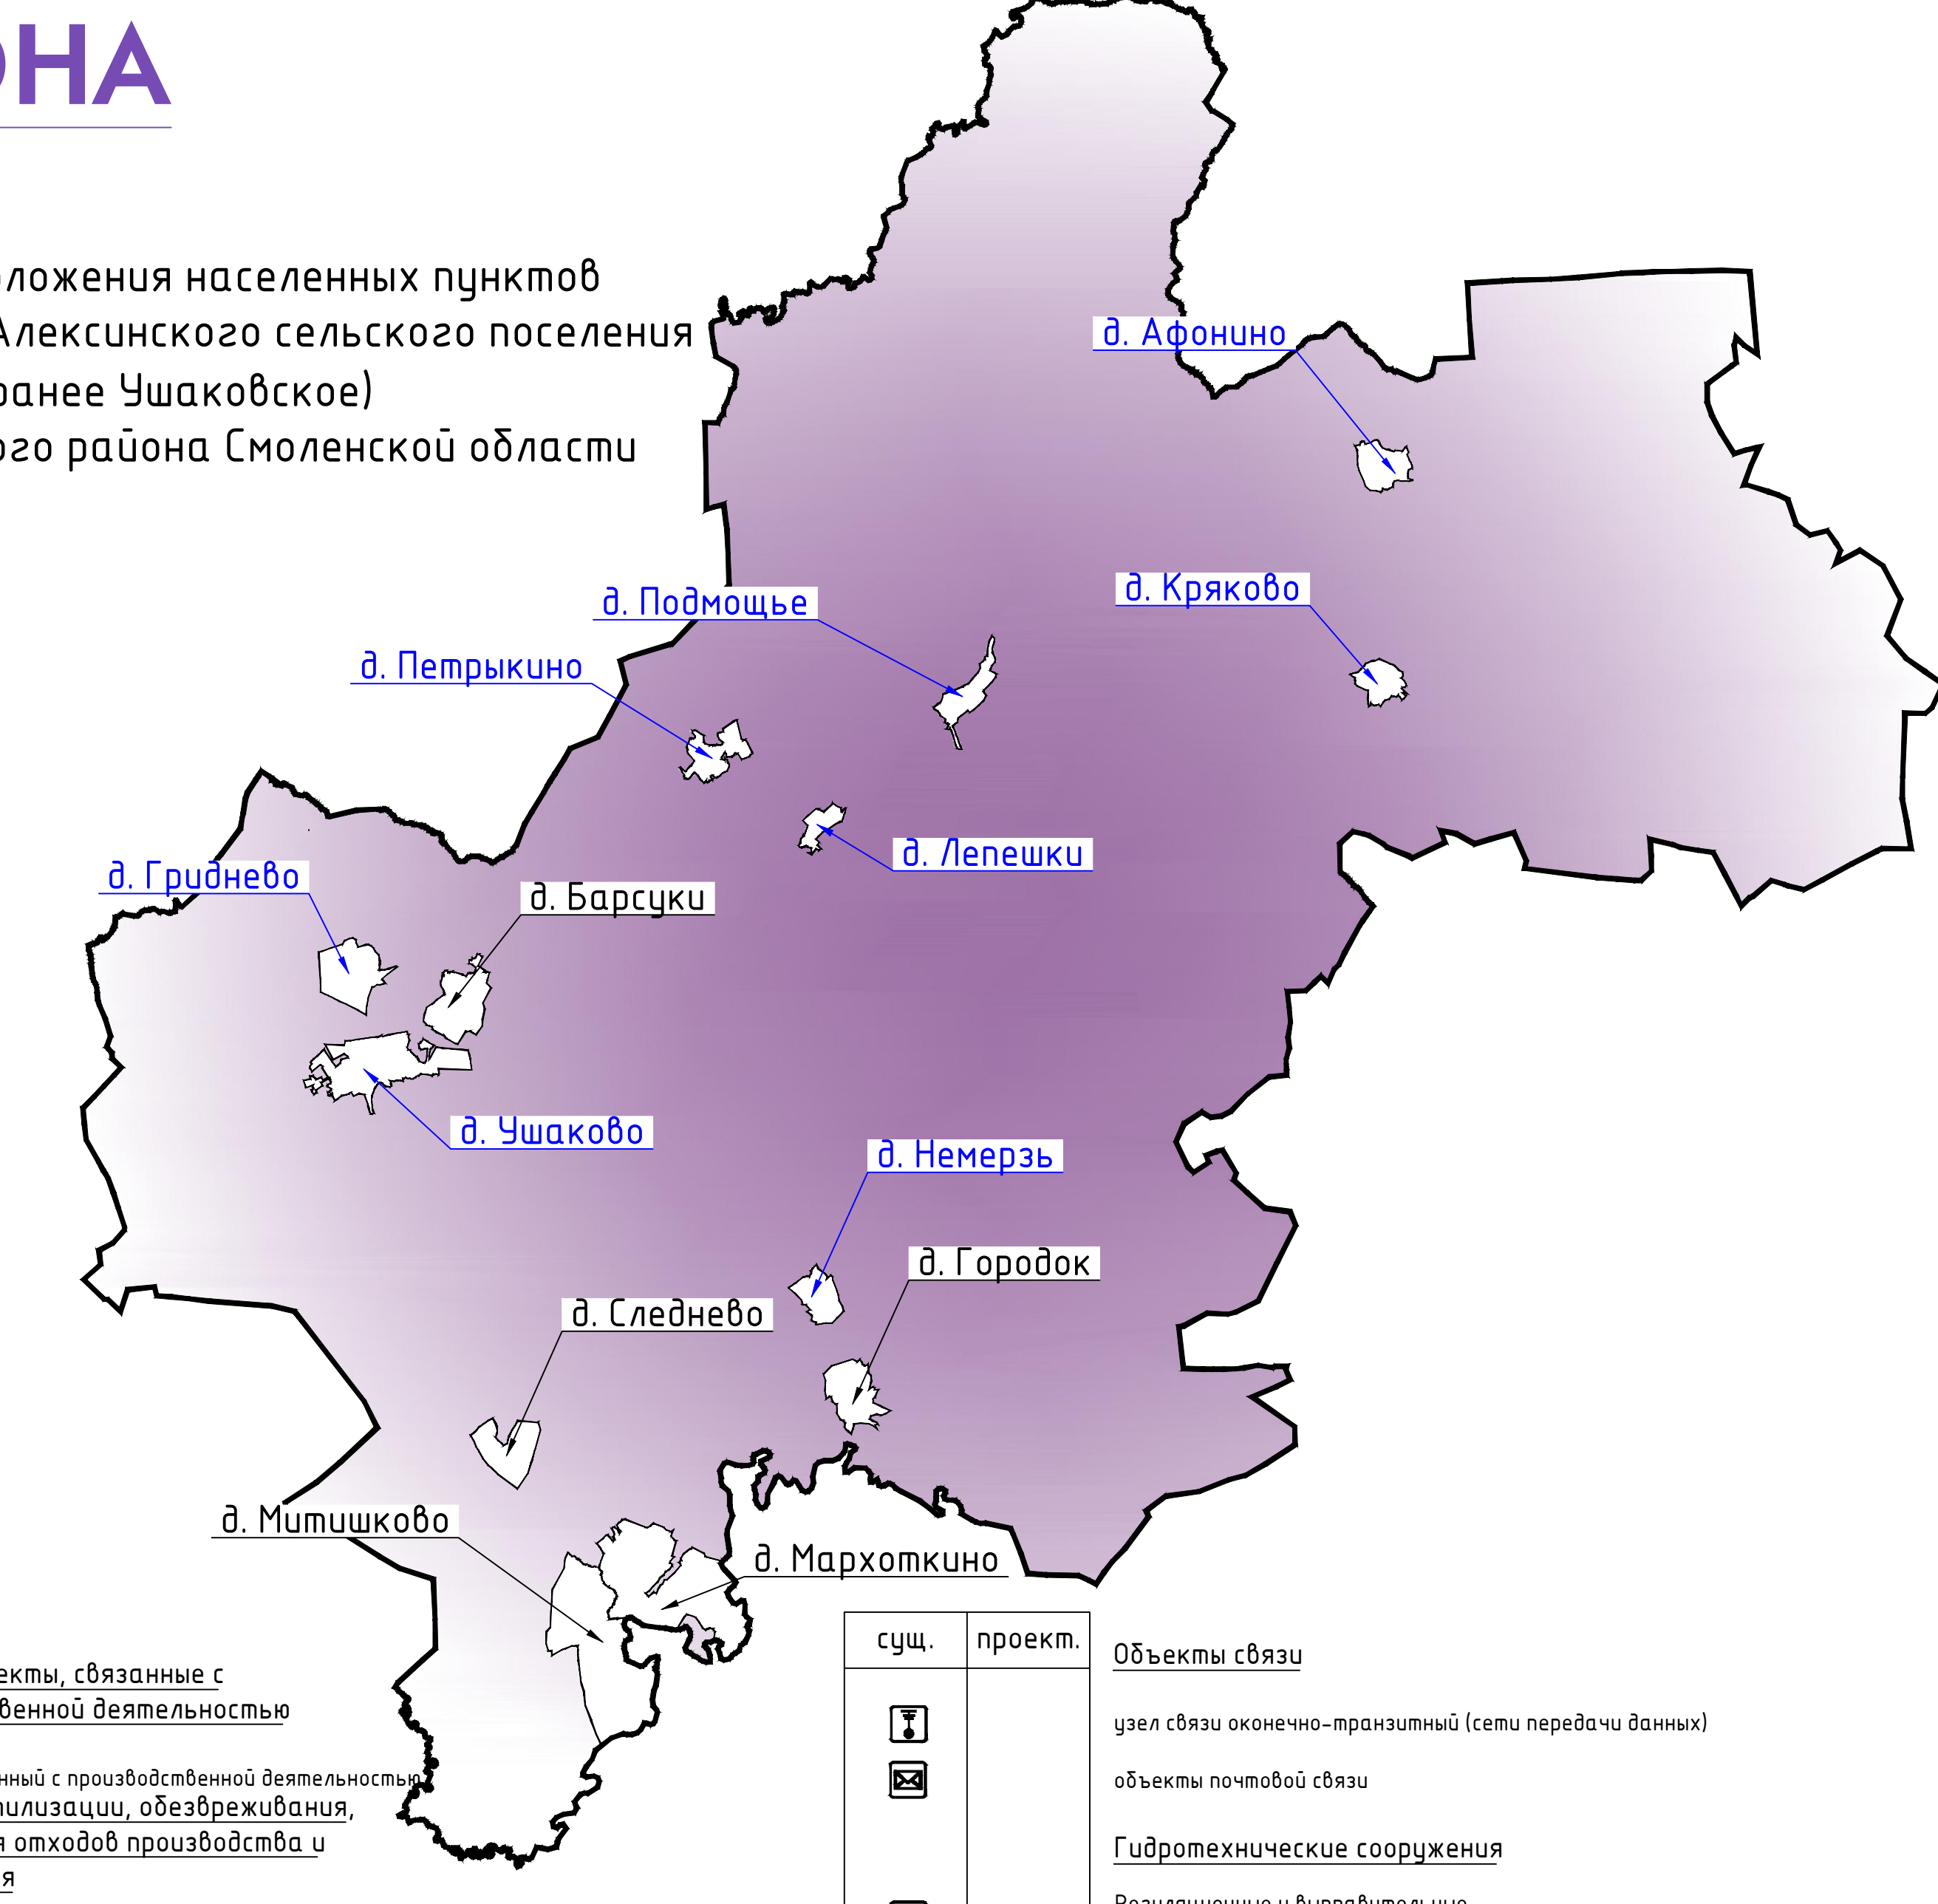 ОНА
оложения населенных пунктов
Алексинского сельского поселения
ранее Ушаковское)
ого района Смоленской области
д. Афонино
д. Кряково
д. Подмощье
д. Петрыкино
д. Лепешки
д. Гриднево
д. Барсуки
д. Ушаково
д. Немерзь
д. Городок
д. Следнево
д. Митишково
д. Мархоткино
екты, связанные с
венной деятельностью
нный с производственной деятельностью
тилизации, обезвреживания,
я отходов производства и
я
сущ. проект.
Объекты связи
узел связи оконечно-транзитный (сети передачи данных)
объекты почтовой связи
Гидротехнические сооружения